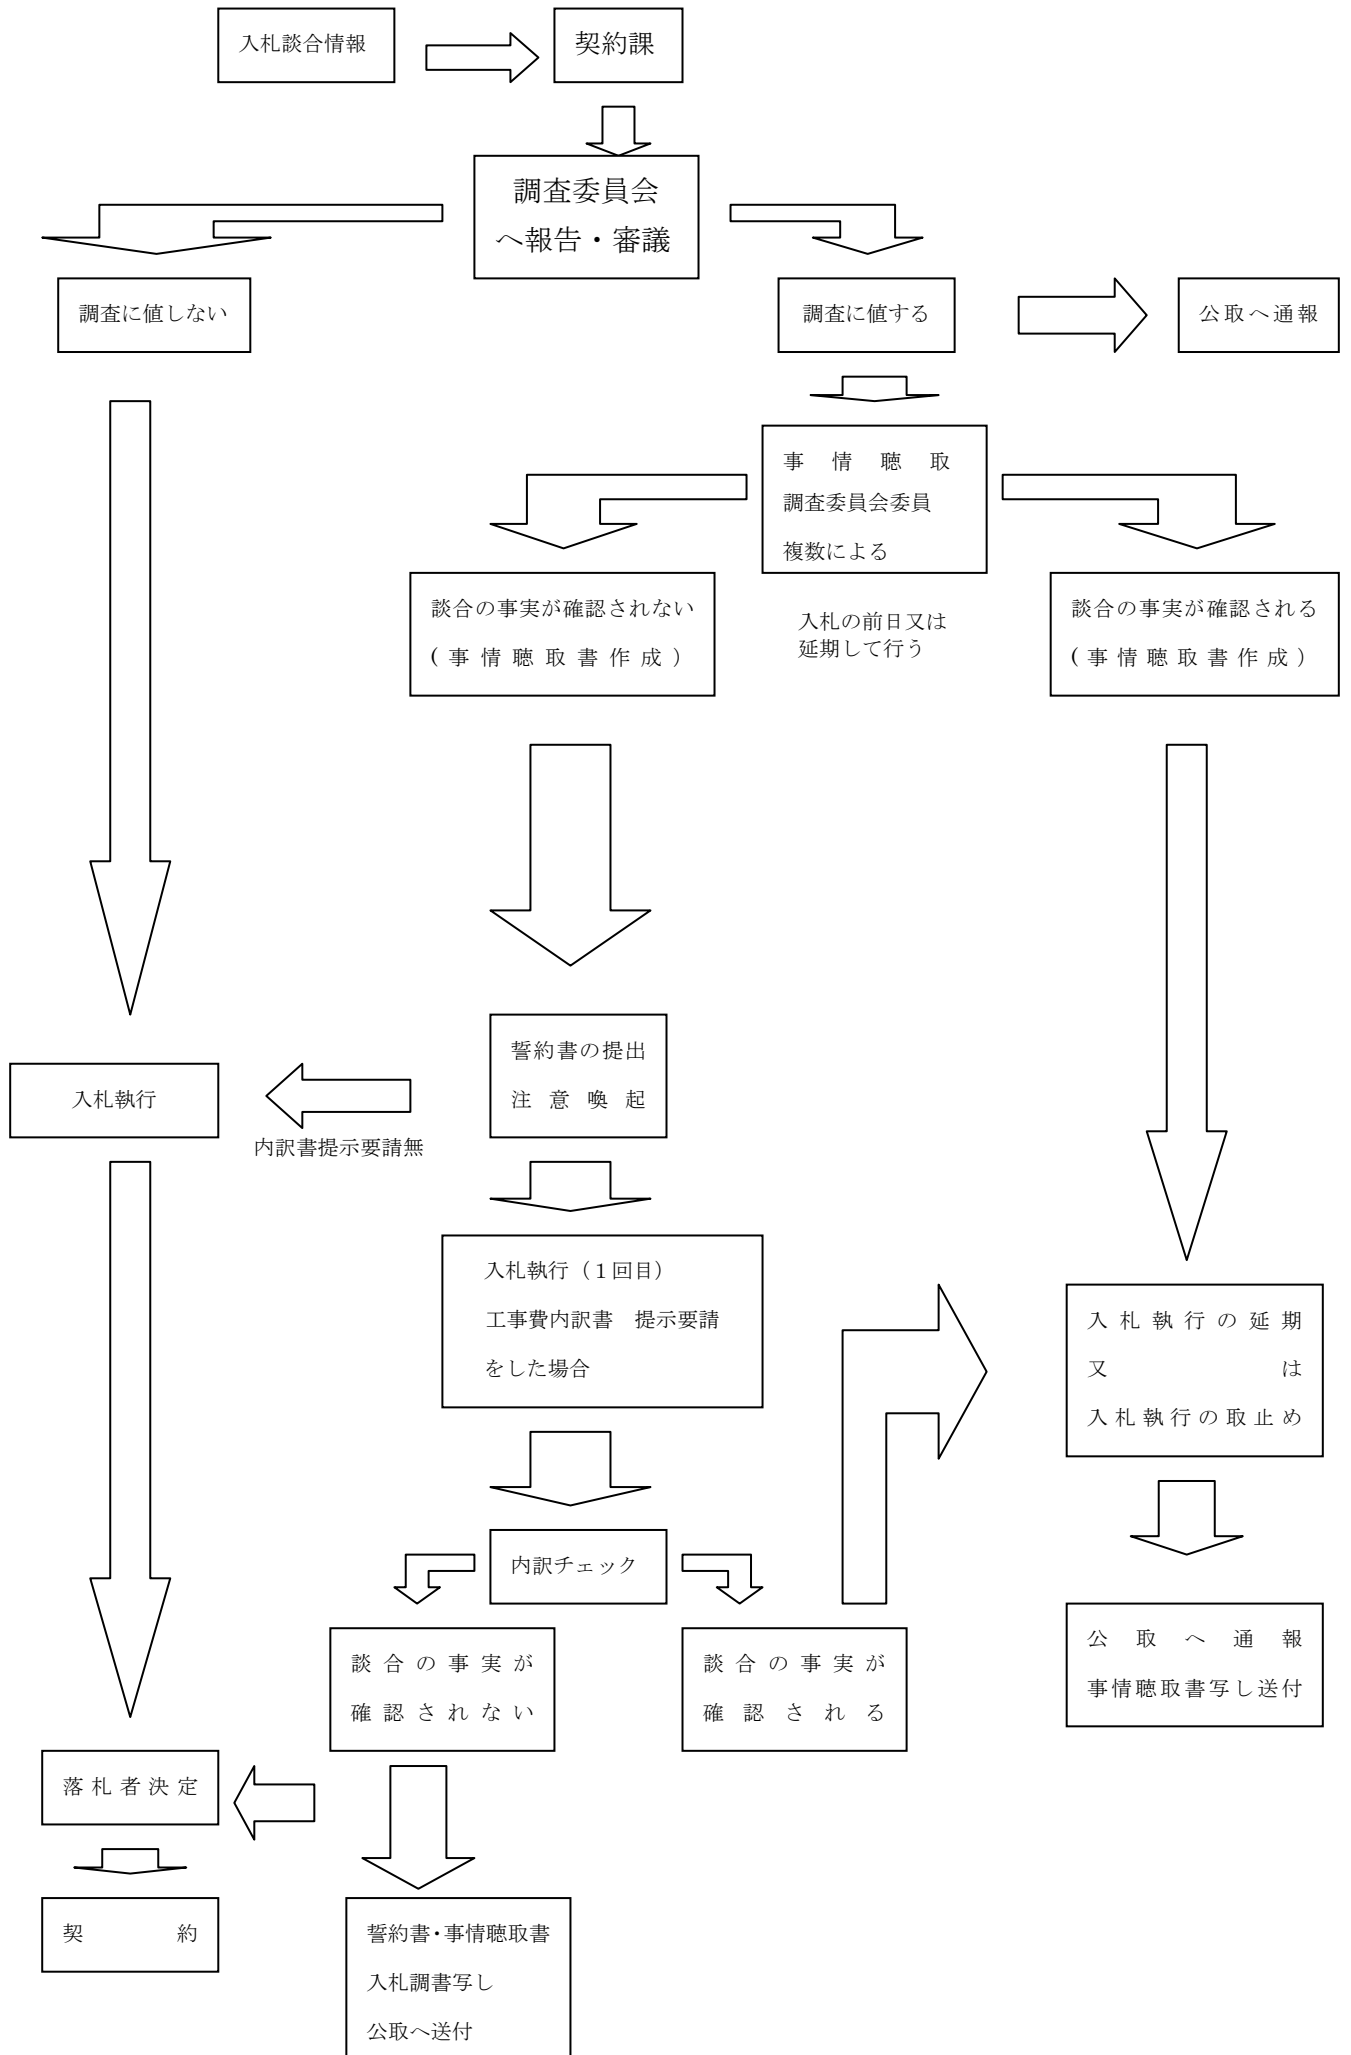 入札談合情報
契約課
調査委員会
へ報告・審議
調査に値しない
調査に値する
公取へ通報
事情聴取
調査委員会委員
複数による
談合の事実が確認されない
(事情聴取書作成)
入札の前日又は
延期して行う
談合の事実が確認される
(事情聴取書作成)
誓約書の提出
注意喚起
入札執行
内訳書提示要請無
入札執行（１回目）
工事費内訳書　提示要請
をした場合
入札執行の延期
又は
入札執行の取止め
内訳チェック
談合の事実が
確認されない
談合の事実が
確認される
公取へ通報
事情聴取書写し送付
落札者決定
契約
誓約書・事情聴取書
入札調書写し
公取へ送付